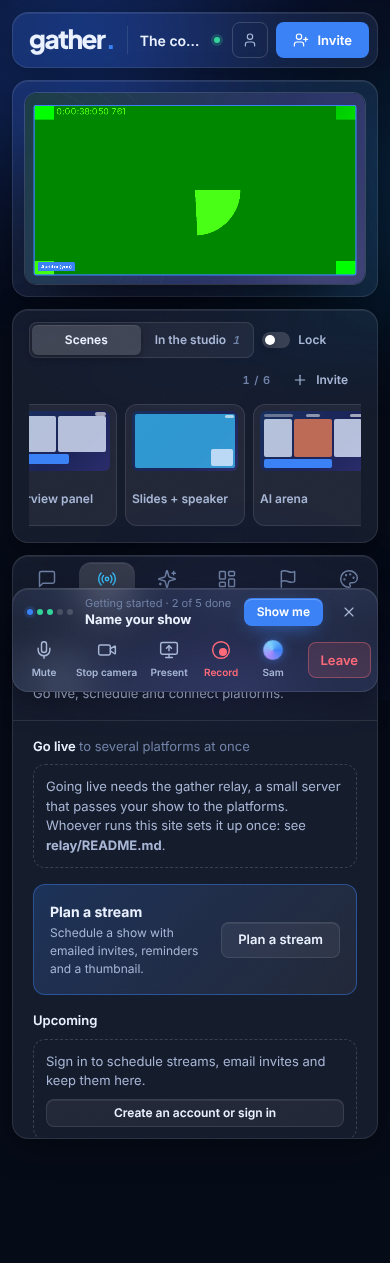 gather.
The co...
Invite
0:00:38:050 761
Scenes
In the studio 1
Lock
1 / 6
Invite
rview panel
Slides + speaker
AI arena
Getting started · 2 of 5 done
Name your show
Show me
Mute
Stop camera
Present
Record
Sam
Leave
Go live, schedule and connect platforms.
Go live to several platforms at once
Going live needs the gather relay, a small server
that passes your show to the platforms.
Whoever runs this site sets it up once: see
relay/README.md.
Plan a stream
Schedule a show with
emailed invites, reminders
and a thumbnail.
Plan a stream
Upcoming
Sign in to schedule streams, email invites and
keep them here.
Create an account or sign in